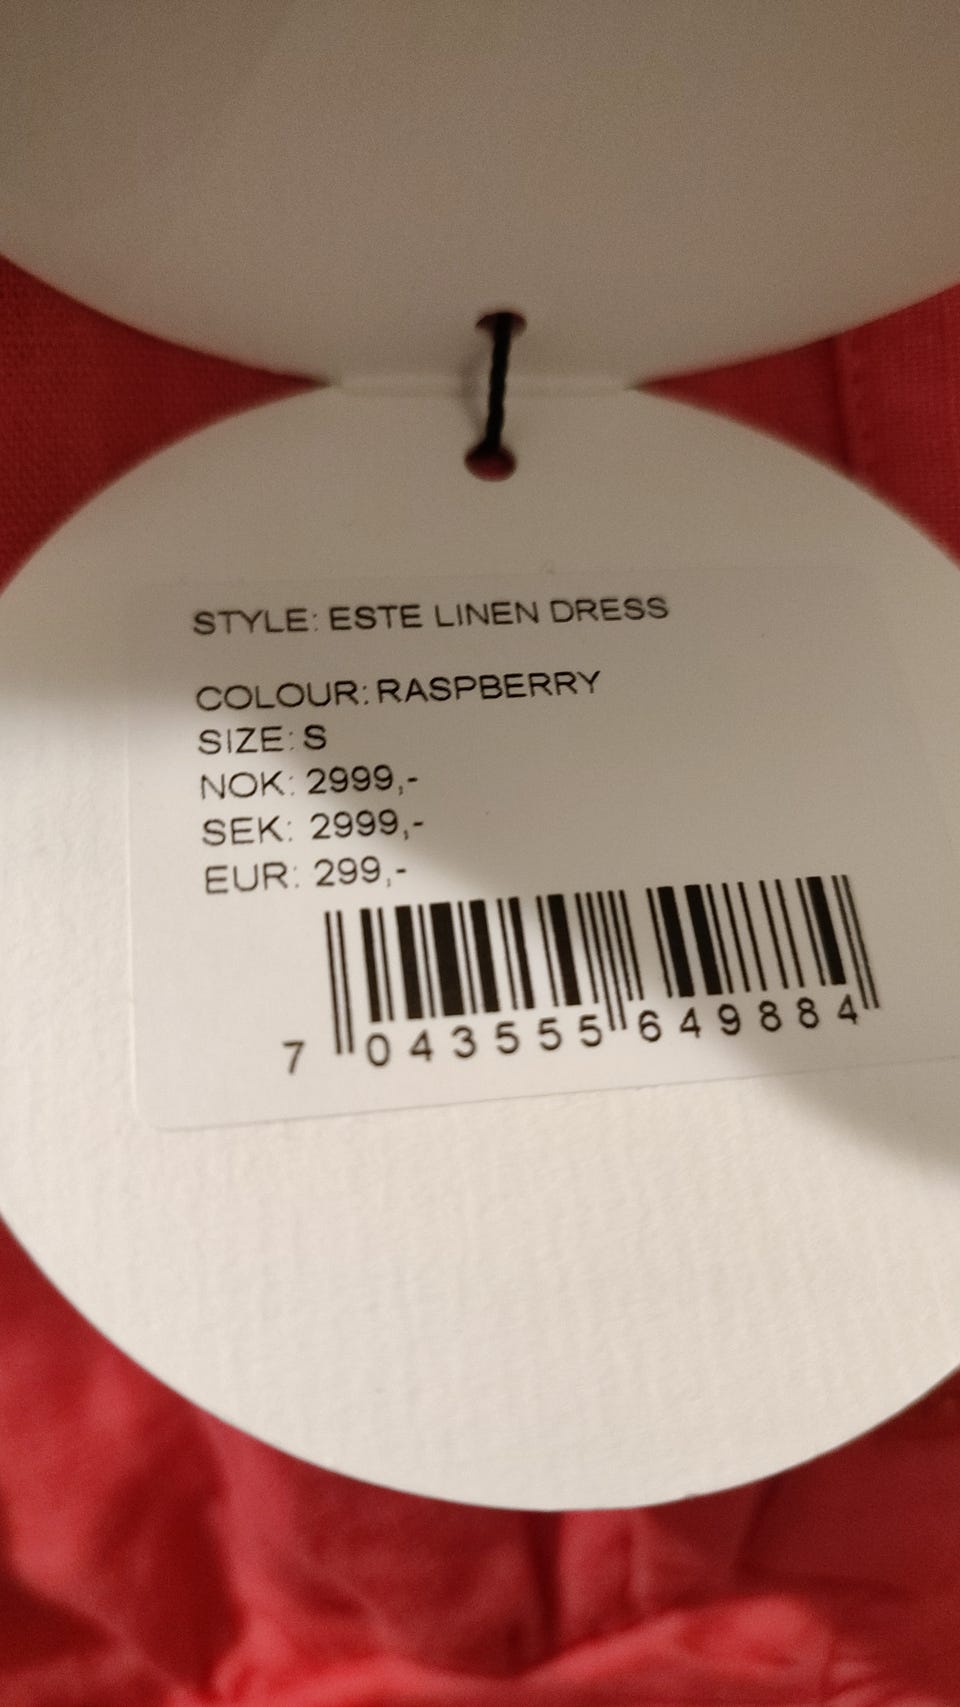 STYLE: ESTE LINEN DRESS
COLOUR: RASPBERRY
SIZE: S
NOK: 2999,-
SEK: 2999,-
EUR: 299,-
7 043555 649884